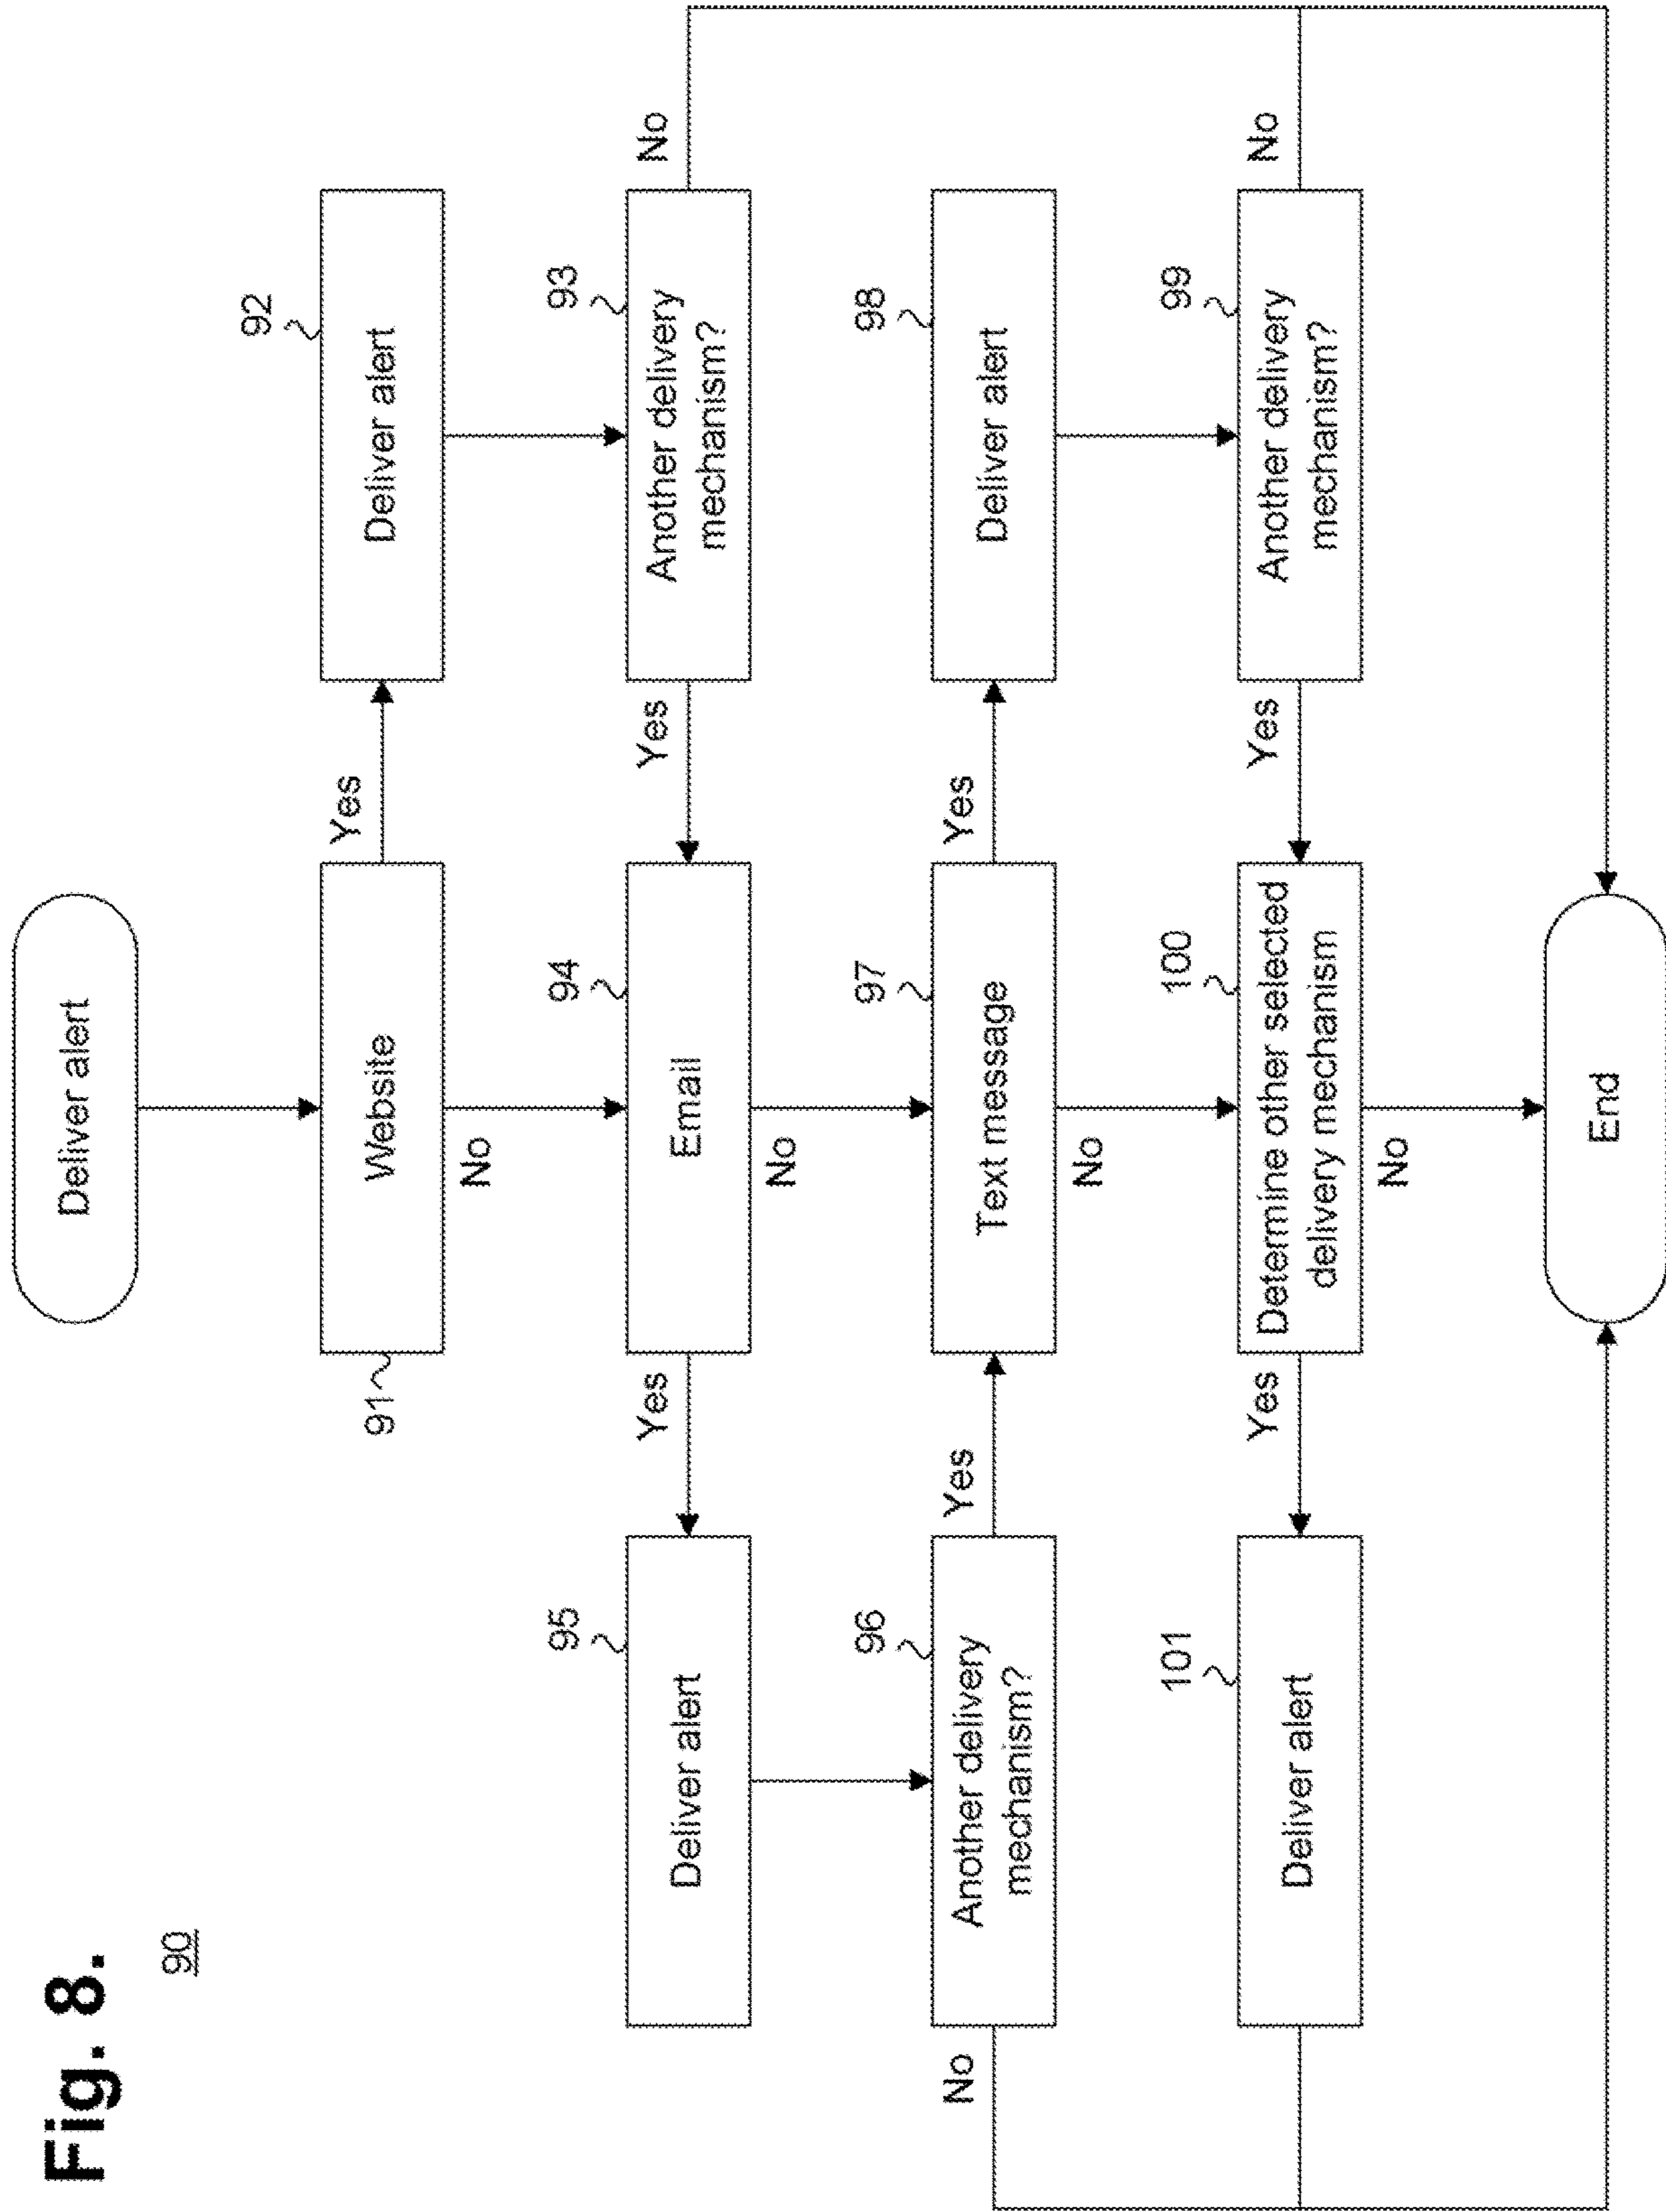 Fig. 8.
90
Deliver alert
Website
91
Yes
No
Deliver alert
92
Email
94
Yes
No
Another delivery
mechanism?
93
Yes
No
Deliver alert
95
Text message
97
Yes
No
Another delivery
mechanism?
96
Yes
No
Deliver alert
98
Determine other selected
delivery mechanism
100
Yes
No
Another delivery
mechanism?
99
Yes
No
Deliver alert
101
End